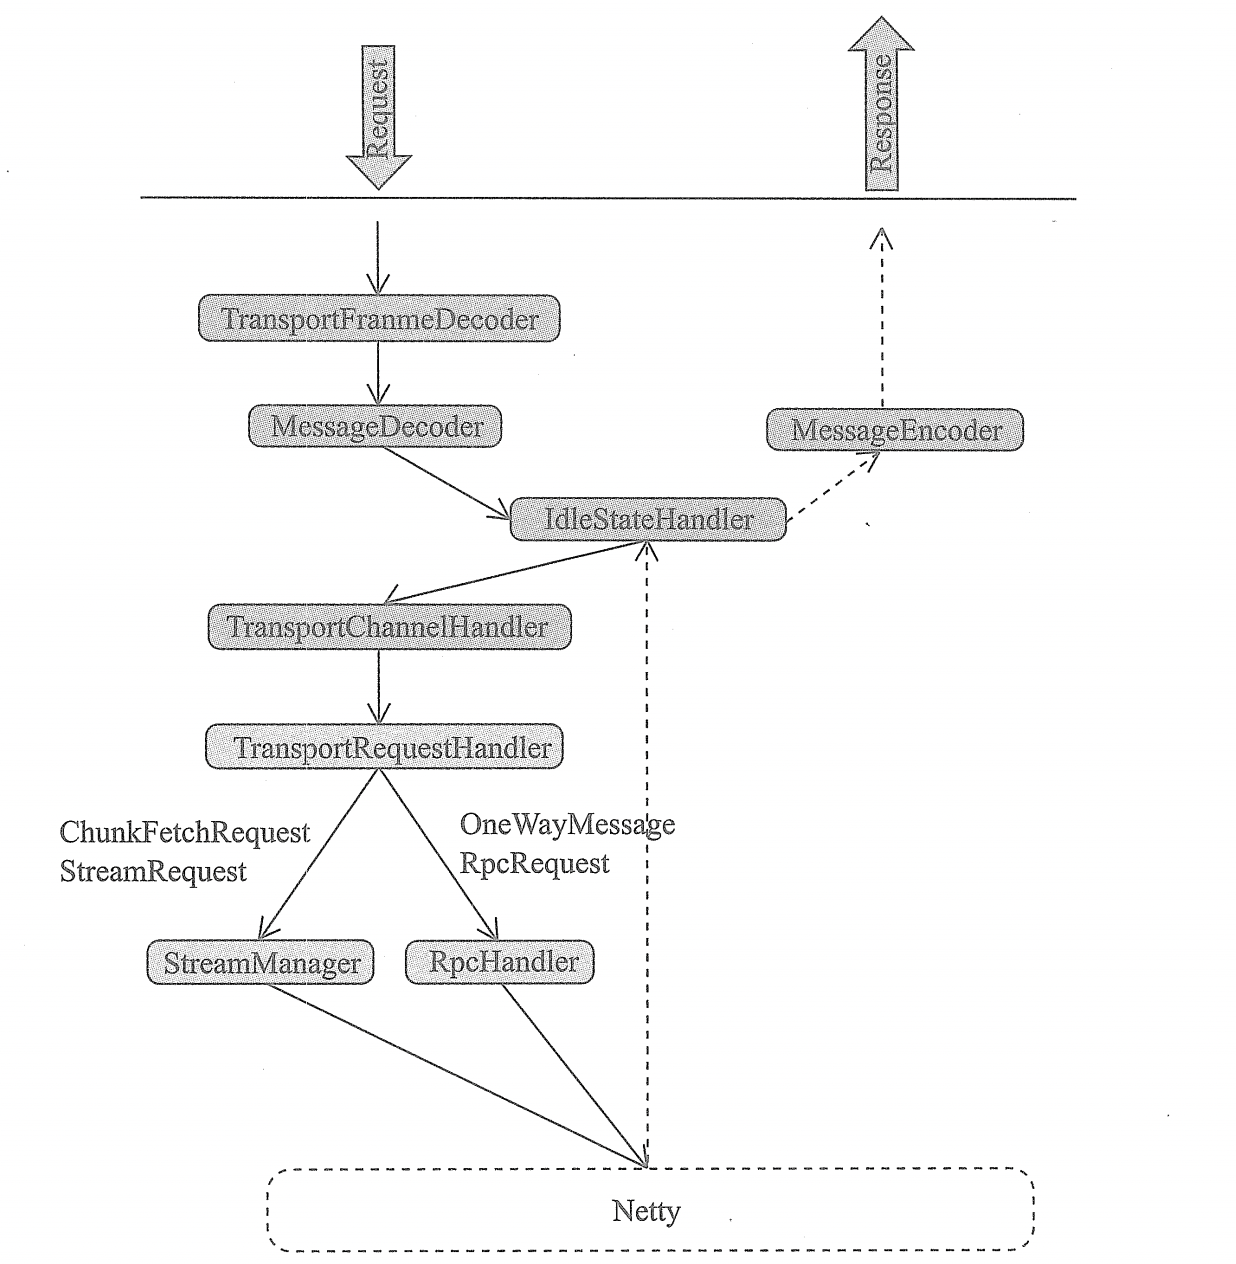 Request
Response
TransportFranmeDecoder
MessageDecoder
MessageEncoder
IdleStateHandler
TransportChannelHandler
TransportRequestHandler
ChunkFetchRequest
StreamRequest
OneWayMessage
RpcRequest
StreamManager
RpcHandler
Netty